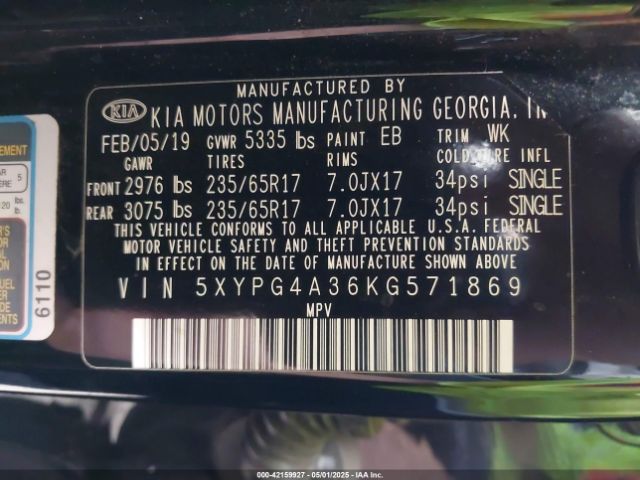 MANUFACTURED BY
KIA KIA MOTORS MANUFACTURING GEORGIA. IN
FEB/05/19 GVWR 5335 lbs PAINT EB TRIM WK
GAWR TIRES RIMS COLD TIRE INFL
FRONT 2976 lbs 235/65R17 7.0JX17 34psi SINGLE
REAR 3075 lbs 235/65R17 7.0JX17 34psi SINGLE
THIS VEHICLE CONFORMS TO ALL APPLICABLE U.S.A. FEDERAL
MOTOR VEHICLE SAFETY AND THEFT PREVENTION STANDARDS
IN EFFECT ON THE DATE OF MANUFACTURE SHOWN ABOVE
VIN 5XYPG4A36KG571869
MPV
6110
000-42159927 - 05/01/2025 - IAA Inc.